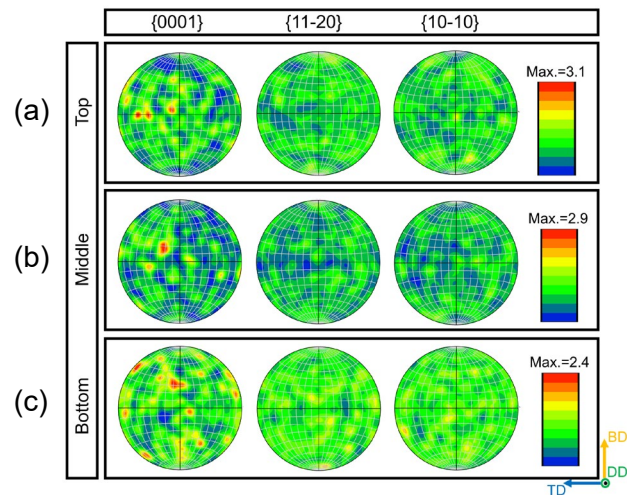 {0001} {11-20} {10-10}
(a) Top Max.=3.1
(b) Middle Max.=2.9
(c) Bottom Max.=2.4
BD
DD
TD